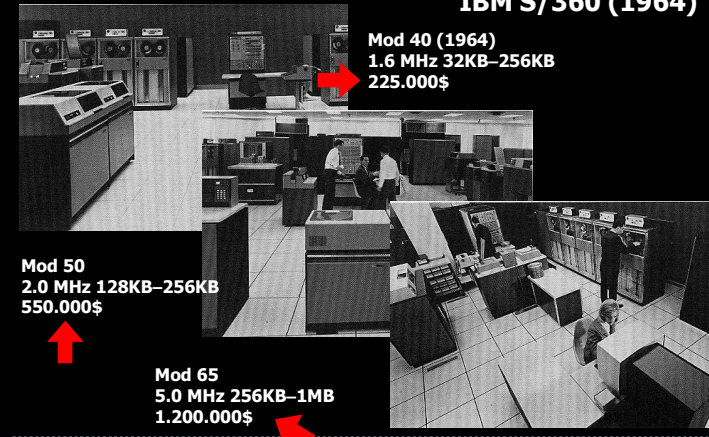 IBM S/360 (1964)
Mod 40 (1964)
1.6 MHz 32KB–256KB
225.000$
Mod 50
2.0 MHz 128KB–256KB
550.000$
Mod 65
5.0 MHz 256KB–1MB
1.200.000$